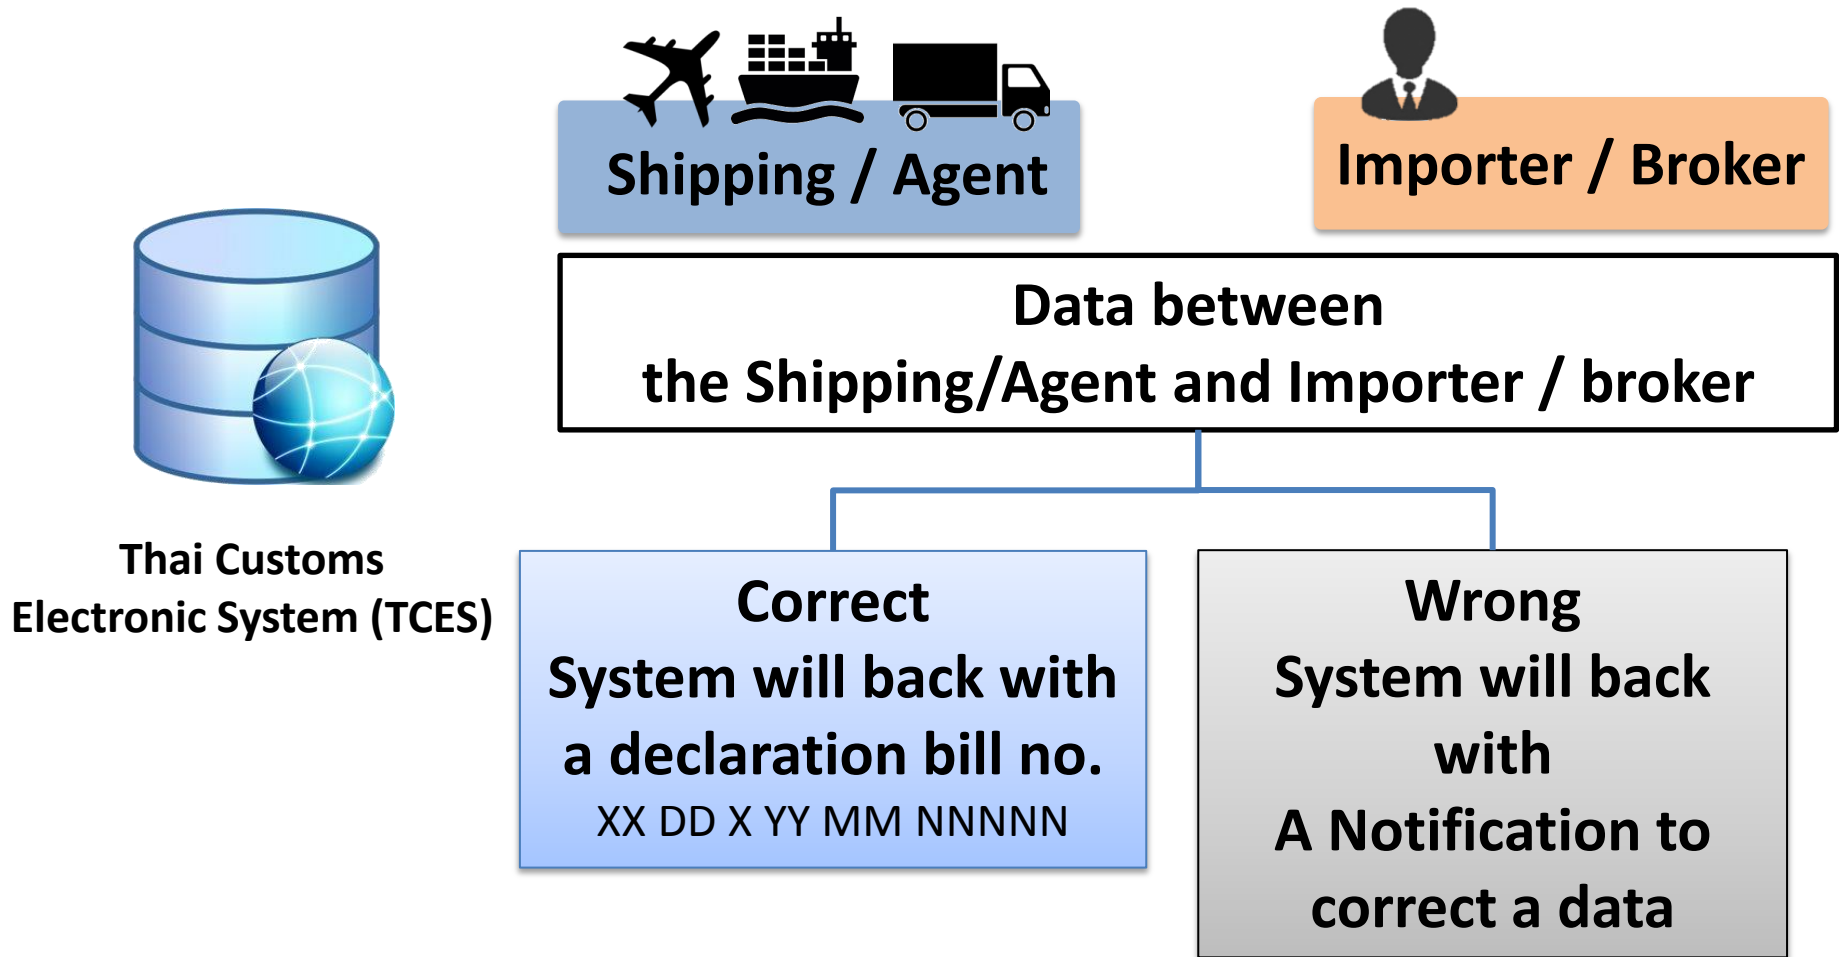 Shipping / Agent
Importer / Broker
Data between
the Shipping/Agent and Importer / broker
Thai Customs
Electronic System (TCES)
Correct
System will back with
a declaration bill no.
XX DD X YY MM NNNNN
Wrong
System will back
with
A Notification to
correct a data